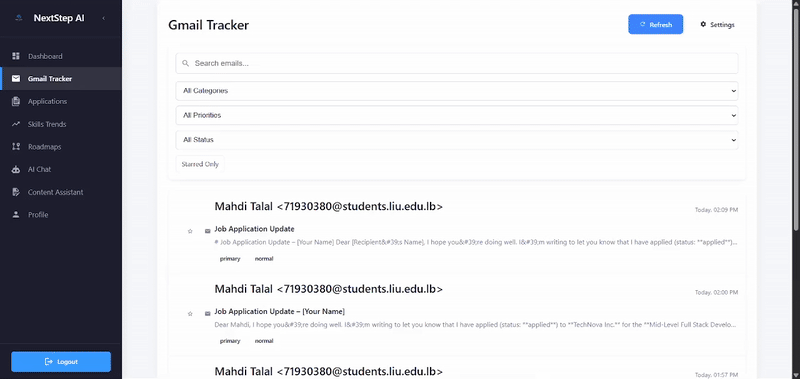 NextStep AI
Dashboard
Gmail Tracker
Applications
Skills Trends
Roadmaps
AI Chat
Content Assistant
Profile
Logout
Gmail Tracker
Refresh
Settings
Search emails...
All Categories
All Priorities
All Status
Starred Only
Mahdi Talal <71930380@students.liu.edu.lb>
Today, 02:09 PM
Job Application Update
# Job Application Update – [Your Name] Dear [Recipient&#39;s Name], I hope you&#39;re doing well. I&#39;m writing to let you know that I have applied (status: **applied**)...
primary normal
Mahdi Talal <71930380@students.liu.edu.lb>
Today, 02:00 PM
Job Application Update – [Your Name]
Dear Mahdi, I hope you&#39;re doing well. I&#39;m writing to let you know that I have applied (status: **applied**) to **TechNova Inc.** for the **Mid-Level Full Stack Develo...
primary normal
Mahdi Talal <71930380@students.liu.edu.lb>
Today, 01:57 PM